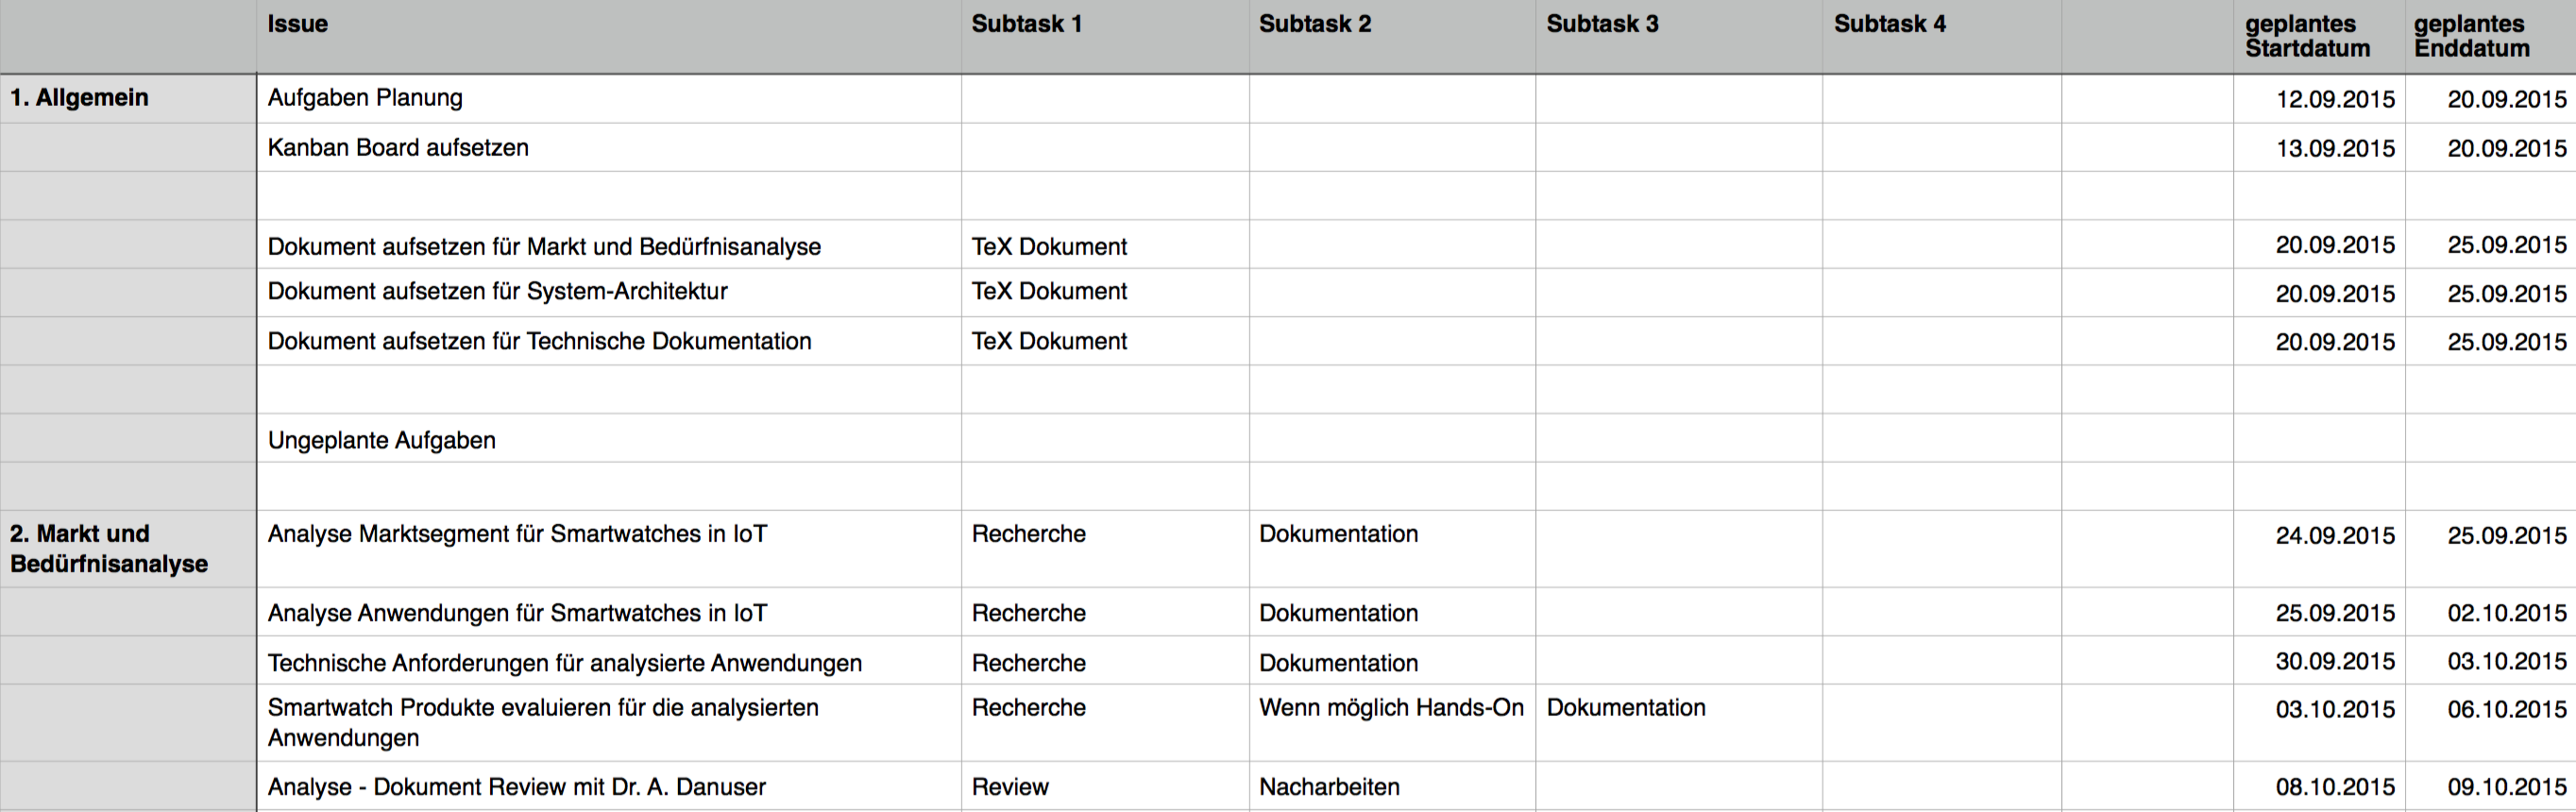 Issue Subtask 1 Subtask 2 Subtask 3 Subtask 4 geplantes Startdatum geplantes Enddatum
1. Allgemein Aufgaben Planung 12.09.2015 20.09.2015
Kanban Board aufsetzen 13.09.2015 20.09.2015
Dokument aufsetzen für Markt und Bedürfnisanalyse TeX Dokument 20.09.2015 25.09.2015
Dokument aufsetzen für System-Architektur TeX Dokument 20.09.2015 25.09.2015
Dokument aufsetzen für Technische Dokumentation TeX Dokument 20.09.2015 25.09.2015
Ungeplante Aufgaben
2. Markt und Bedürfnisanalyse Analyse Marktsegment für Smartwatches in IoT Recherche Dokumentation 24.09.2015 25.09.2015
Analyse Anwendungen für Smartwatches in IoT Recherche Dokumentation 25.09.2015 02.10.2015
Technische Anforderungen für analysierte Anwendungen Recherche Dokumentation 30.09.2015 03.10.2015
Smartwatch Produkte evaluieren für die analysierten Anwendungen Recherche Wenn möglich Hands-On Dokumentation 03.10.2015 06.10.2015
Analyse - Dokument Review mit Dr. A. Danuser Review Nacharbeiten 08.10.2015 09.10.2015